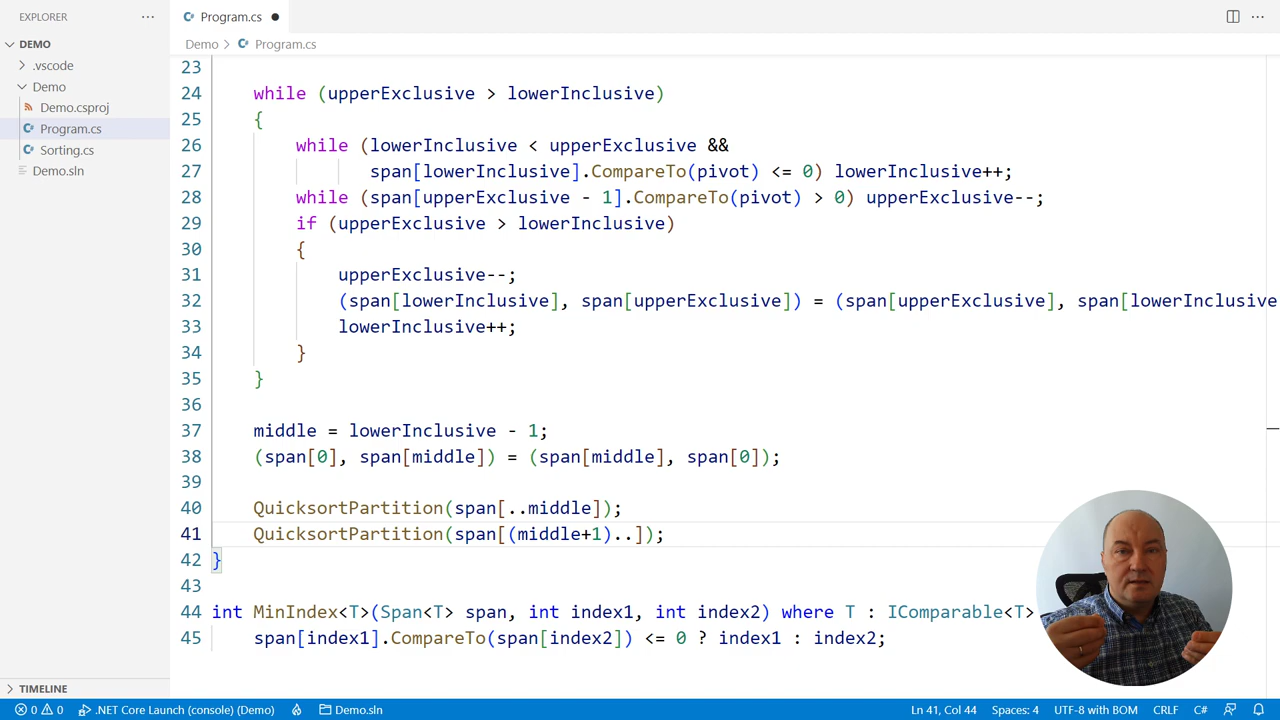 EXPLORER
DEMO
.vscode
Demo
Demo.csproj
Program.cs
Sorting.cs
Demo.sln
TIMELINE
Program.cs
Demo > Program.cs
23
24 while (upperExclusive > lowerInclusive)
25 {
26 while (lowerInclusive < upperExclusive &&
27 span[lowerInclusive].CompareTo(pivot) <= 0) lowerInclusive++;
28 while (span[upperExclusive - 1].CompareTo(pivot) > 0) upperExclusive--;
29 if (upperExclusive > lowerInclusive)
30 {
31 upperExclusive--;
32 (span[lowerInclusive], span[upperExclusive]) = (span[upperExclusive], span[lowerInclusive
33 lowerInclusive++;
34 }
35 }
36
37 middle = lowerInclusive - 1;
38 (span[0], span[middle]) = (span[middle], span[0]);
39
40 QuicksortPartition(span[..middle]);
41 QuicksortPartition(span[(middle+1)..]);
42 }
43
44 int MinIndex<T>(Span<T> span, int index1, int index2) where T : IComparable<T>
45 span[index1].CompareTo(span[index2]) <= 0 ? index1 : index2;
0 0 .NET Core Launch (console) (Demo) Demo.sln Ln 41, Col 44 Spaces: 4 UTF-8 with BOM CRLF C#